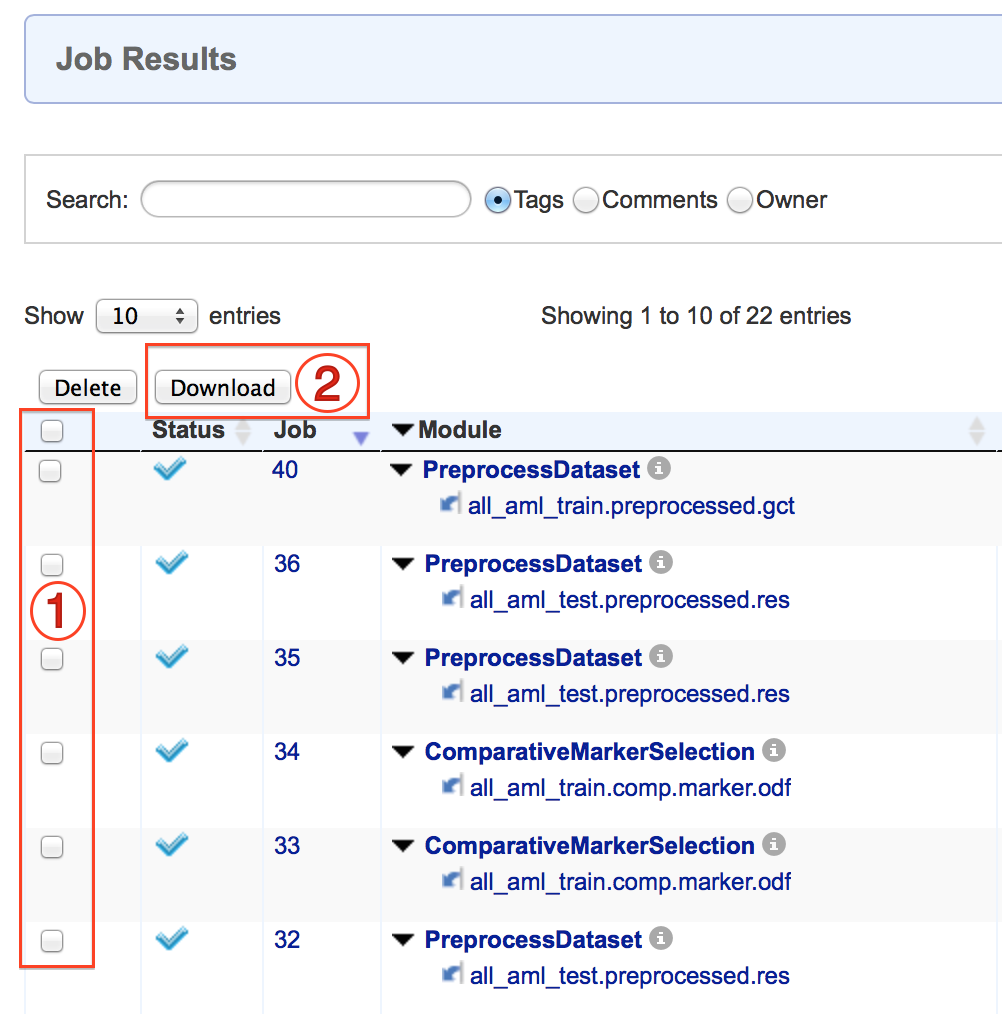 Job Results
Search: Tags Comments Owner
Show 10 entries Showing 1 to 10 of 22 entries
Delete Download 2
Status Job Module
40 PreprocessDataset i
all_aml_train.preprocessed.gct
36 PreprocessDataset i
all_aml_test.preprocessed.res
1
35 PreprocessDataset i
all_aml_test.preprocessed.res
34 ComparativeMarkerSelection i
all_aml_train.comp.marker.odf
33 ComparativeMarkerSelection i
all_aml_train.comp.marker.odf
32 PreprocessDataset i
all_aml_test.preprocessed.res